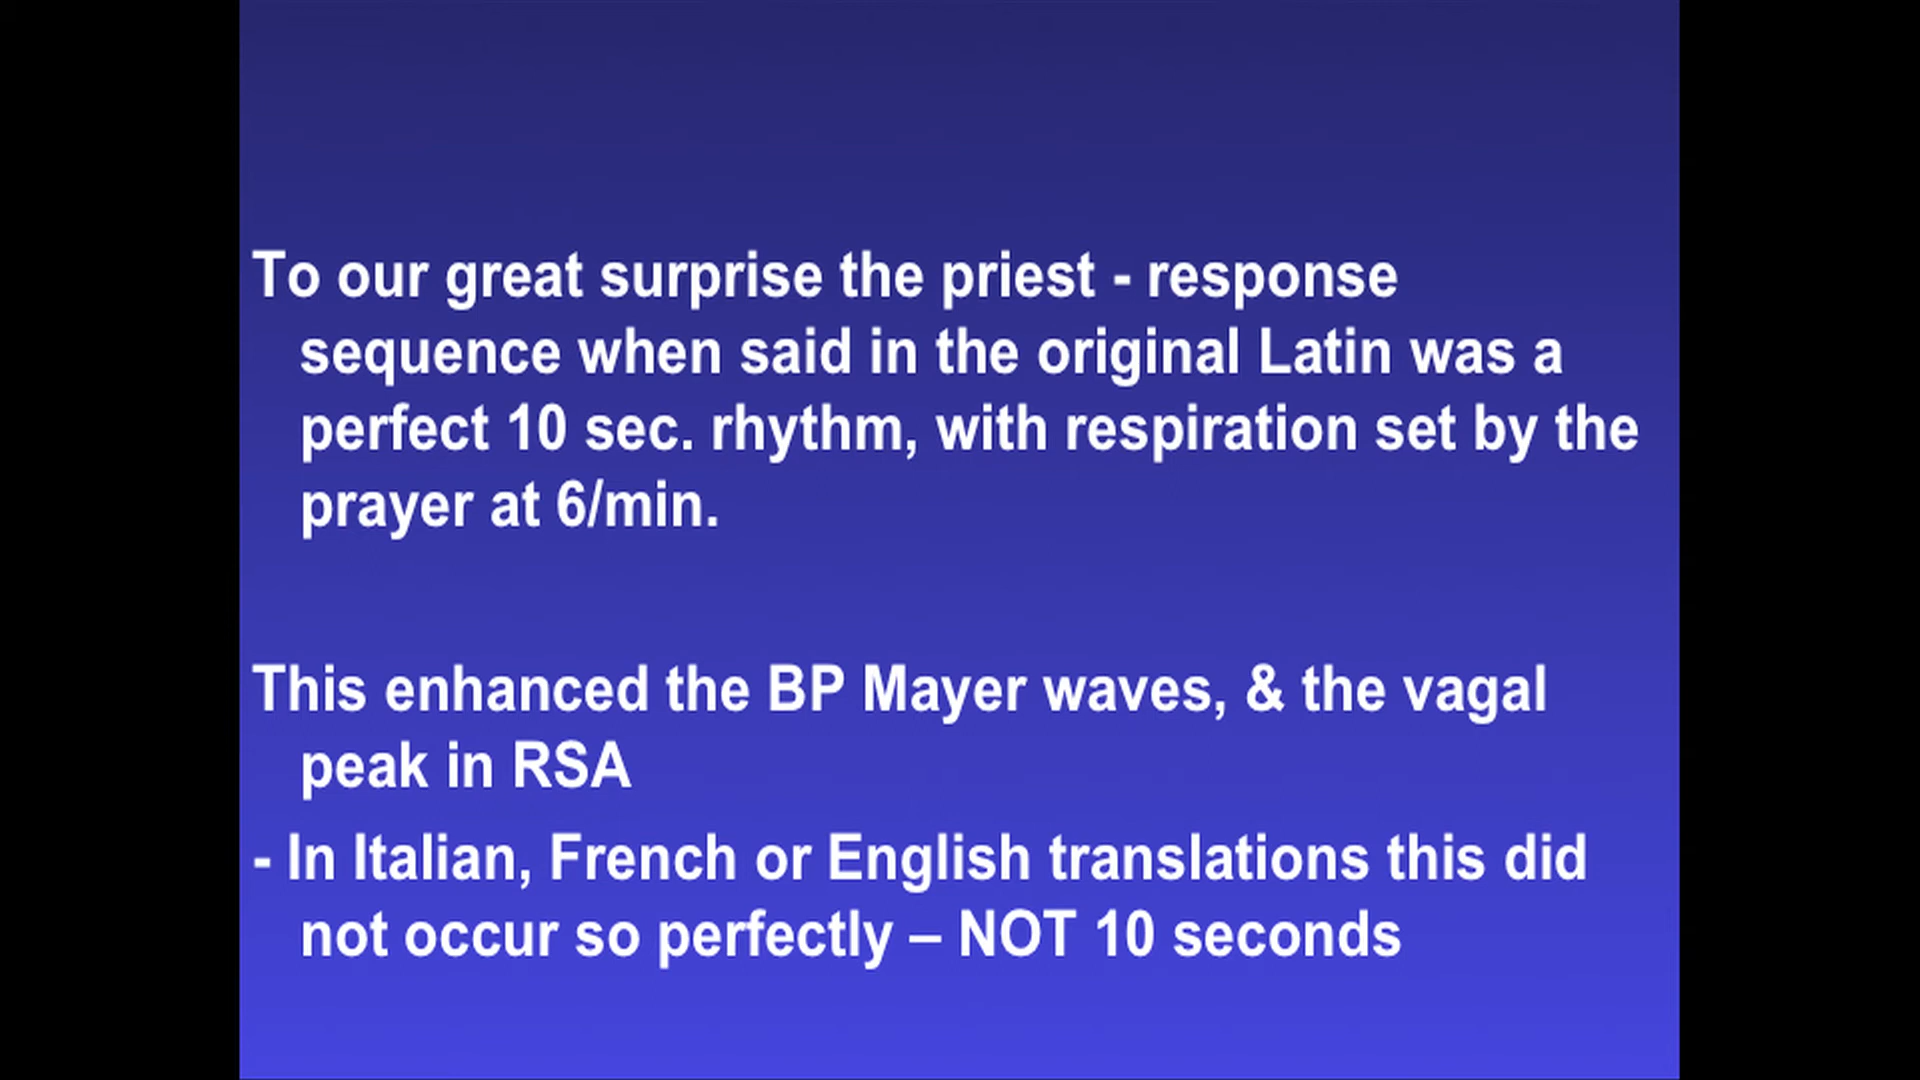 To our great surprise the priest - response
sequence when said in the original Latin was a
perfect 10 sec. rhythm, with respiration set by the
prayer at 6/min.
This enhanced the BP Mayer waves, & the vagal
peak in RSA
- In Italian, French or English translations this did
not occur so perfectly – NOT 10 seconds